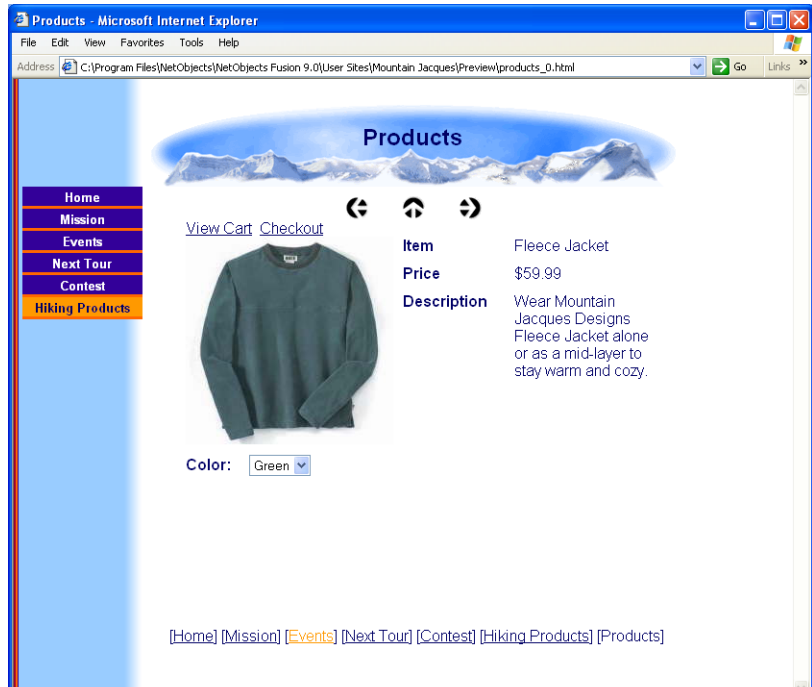 Products - Microsoft Internet Explorer
File Edit View Favorites Tools Help
Address C:\Program Files\NetObjects\NetObjects Fusion 9.0\User Sites\Mountain Jacques\Preview\products_0.html Go Links »
Products
Home
Mission
Events
Next Tour
Contest
Hiking Products
View Cart Checkout
Item Fleece Jacket
Price $59.99
Description Wear Mountain
Jacques Designs
Fleece Jacket alone
or as a mid-layer to
stay warm and cozy.
Color: Green
[Home] [Mission] [Events] [Next Tour] [Contest] [Hiking Products] [Products]